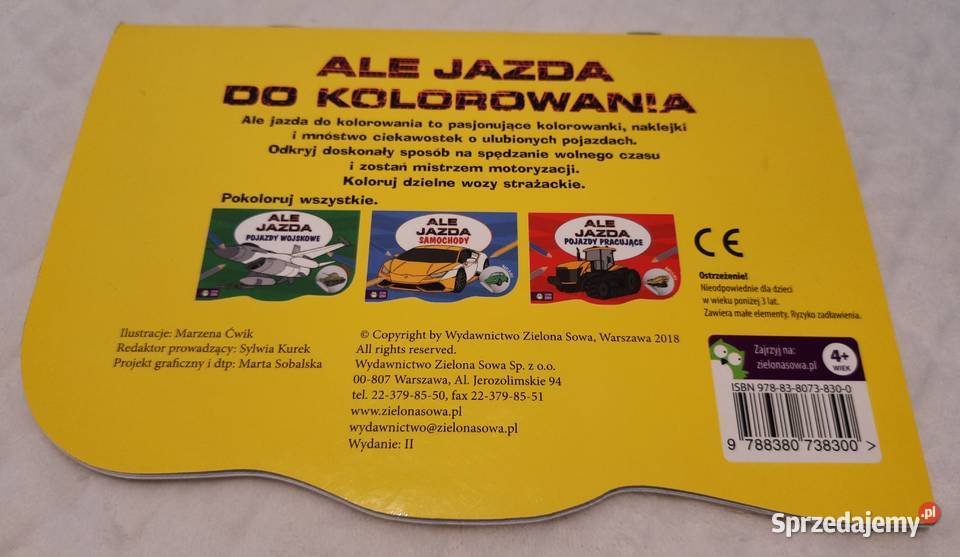 ALE JAZDA
DO KOLOROWANIA
Ale jazda do kolorowania to pasjonujące kolorowanki, naklejki
i mnóstwo ciekawostek o ulubionych pojazdach.
Odkryj doskonały sposób na spędzanie wolnego czasu
i zostań mistrzem motoryzacji.
Koloruj dzielne wozy strażackie.
Pokoloruj wszystkie.
ALE
JAZDA
POJAZDY WOJSKOWE
ALE
JAZDA
SAMOCHODY
ALE
JAZDA
POJAZDY PRACUJĄCE
CE
Ostrzeżenie!
Nieodpowiednie dla dzieci
w wieku poniżej 3 lat.
Zawiera małe elementy. Ryzyko zadławienia.
Ilustracje: Marzena Ćwik
Redaktor prowadzący: Sylwia Kurek
Projekt graficzny i dtp: Marta Sobalska
© Copyright by Wydawnictwo Zielona Sowa, Warszawa 2018
All rights reserved.
Wydawnictwo Zielona Sowa Sp. z o.o.
00-807 Warszawa, Al. Jerozolimskie 94
tel. 22-379-85-50, fax 22-379-85-51
www.zielonasowa.pl
wydawnictwo@zielonasowa.pl
Wydanie: II
Zajrzyj na:
zielonasowa.pl
4+
WIEK
ISBN 978-83-8073-830-0
9 788380 738300 >
Sprzedajemy.pl